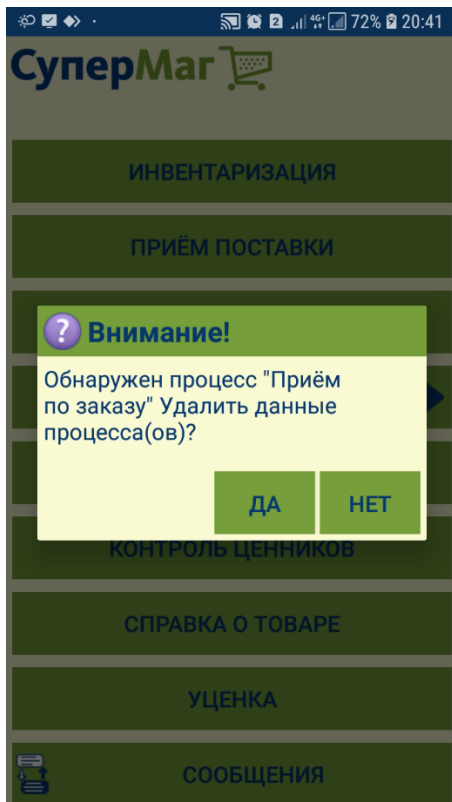 72% 20:41
СуперМаг
ИНВЕНТАРИЗАЦИЯ
ПРИЁМ ПОСТАВКИ
? Внимание!
Обнаружен процесс "Приём
по заказу" Удалить данные
процесса(ов)?
ДА НЕТ
КОНТРОЛЬ ЦЕННИКОВ
СПРАВКА О ТОВАРЕ
УЦЕНКА
СООБЩЕНИЯ